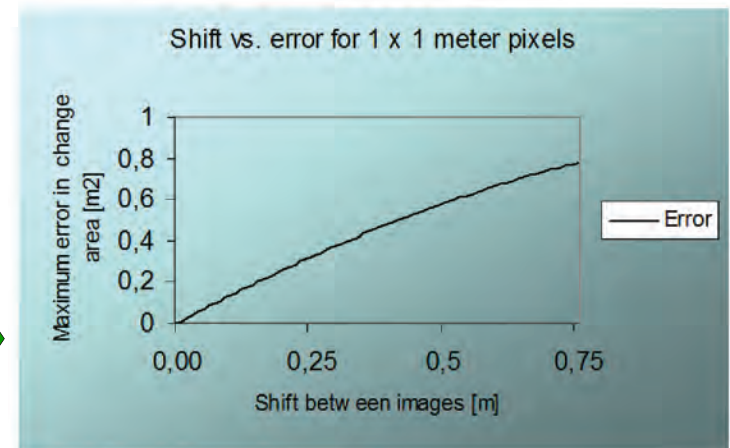 Shift vs. error for 1 x 1 meter pixels
Maximum error in change
area [m2]
1
0,8
0,6
0,4
0,2
0
0,00 0,25 0,5 0,75
Shift betw een images [m]
Error